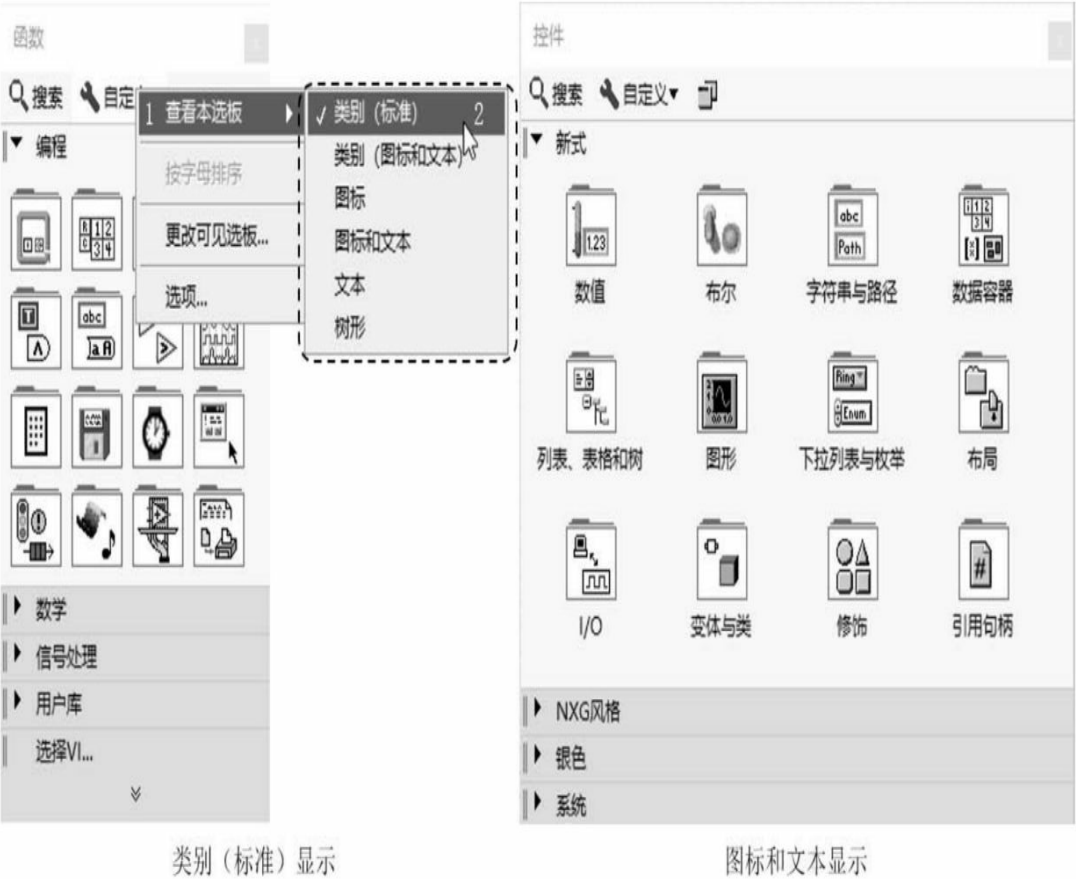 函数
搜索 自定
编程
1 查看本选板
按字母排序
更改可见选板...
选项...
✓ 类别（标准） 2
类别（图标和文本）
图标
图标和文本
文本
树形
数学
信号处理
用户库
选择VI...
类别（标准）显示
控件
搜索 自定义▾
新式
数值 布尔 字符串与路径 数据容器
列表、表格和树 图形 下拉列表与枚举 布局
I/O 变体与类 修饰 引用句柄
NXG风格
银色
系统
图标和文本显示